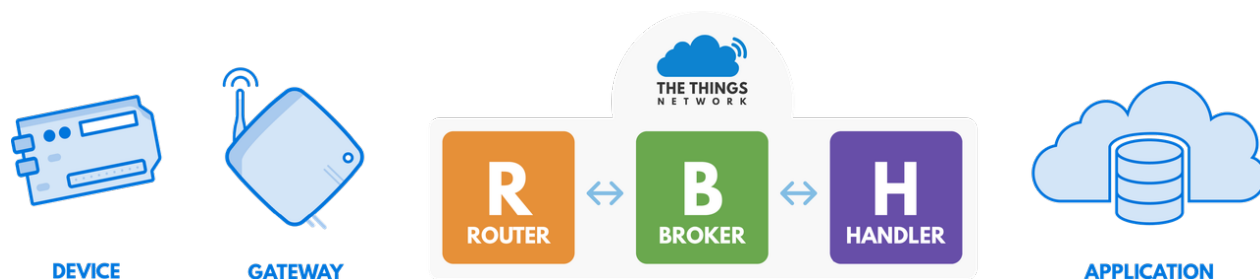 THE THINGS
NETWORK
R
ROUTER
B
BROKER
H
HANDLER
DEVICE
GATEWAY
APPLICATION